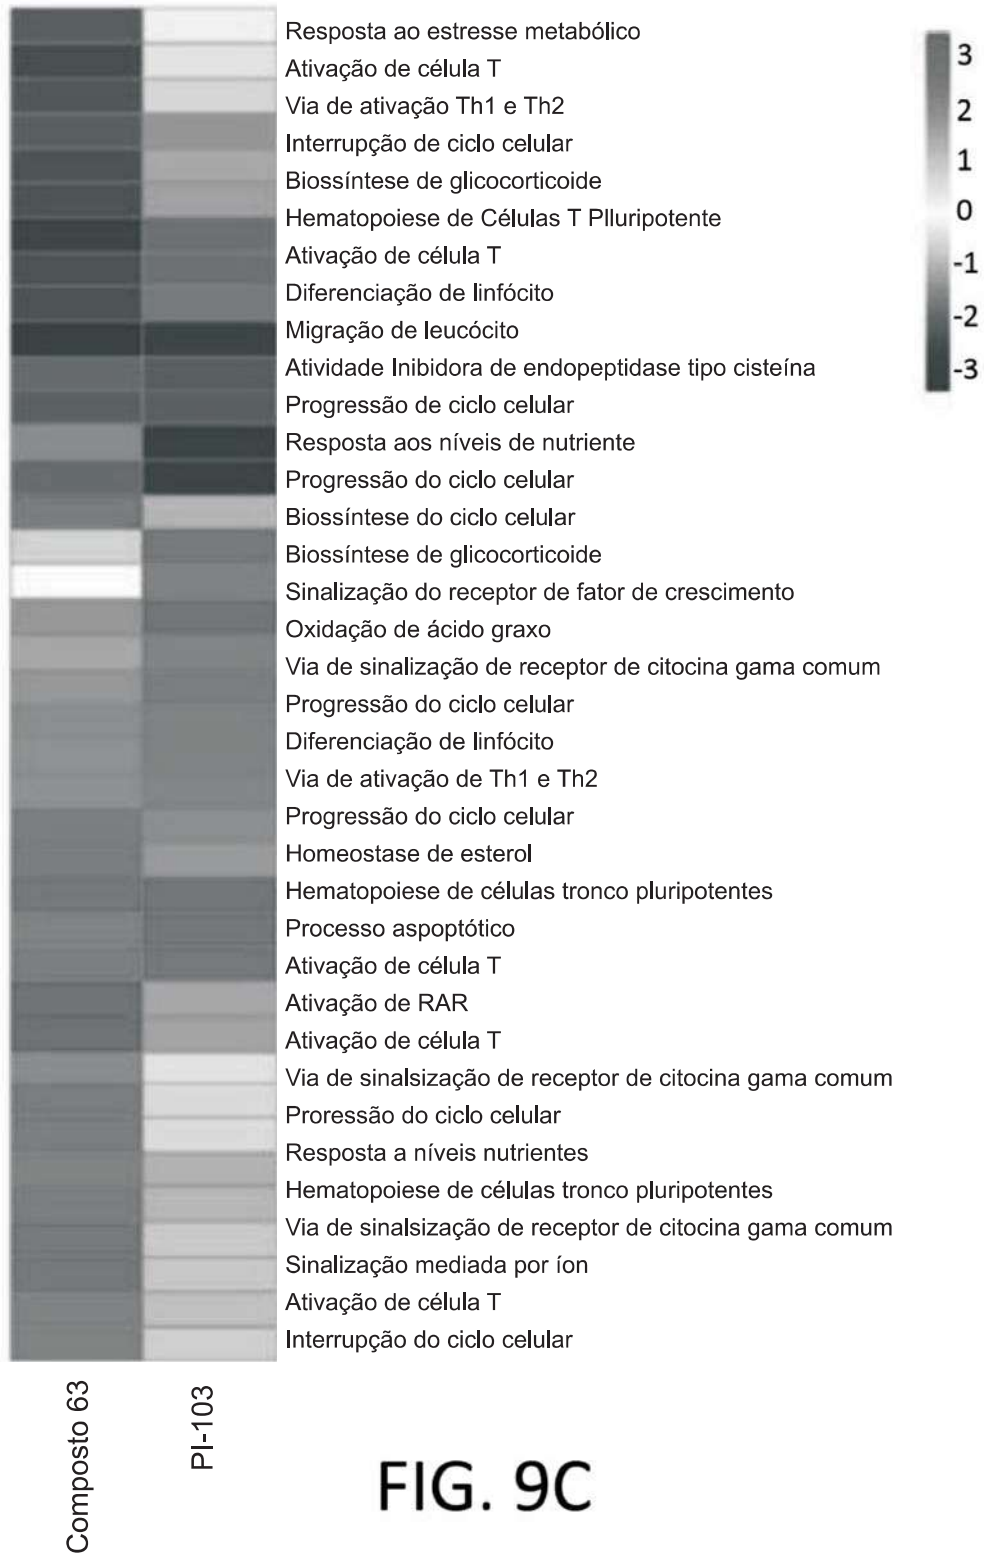 Resposta ao estresse metabólico
Ativação de célula T
Via de ativação Th1 e Th2
Interrupção de ciclo celular
Biossíntese de glicocorticoide
Hematopoiese de Células T Plluripotente
Ativação de célula T
Diferenciação de linfócito
Migração de leucócito
Atividade Inibidora de endopeptidase tipo cisteína
Progressão de ciclo celular
Resposta aos níveis de nutriente
Progressão do ciclo celular
Biossíntese do ciclo celular
Biossíntese de glicocorticoide
Sinalização do receptor de fator de crescimento
Oxidação de ácido graxo
Via de sinalização de receptor de citocina gama comum
Progressão do ciclo celular
Diferenciação de linfócito
Via de ativação de Th1 e Th2
Progressão do ciclo celular
Homeostase de esterol
Hematopoiese de células tronco pluripotentes
Processo aspoptótico
Ativação de célula T
Ativação de RAR
Ativação de célula T
Via de sinalsização de receptor de citocina gama comum
Proressão do ciclo celular
Resposta a níveis nutrientes
Hematopoiese de células tronco pluripotentes
Via de sinalsização de receptor de citocina gama comum
Sinalização mediada por íon
Ativação de célula T
Interrupção do ciclo celular
3
2
1
0
-1
-2
-3
Composto 63
PI-103
FIG. 9C